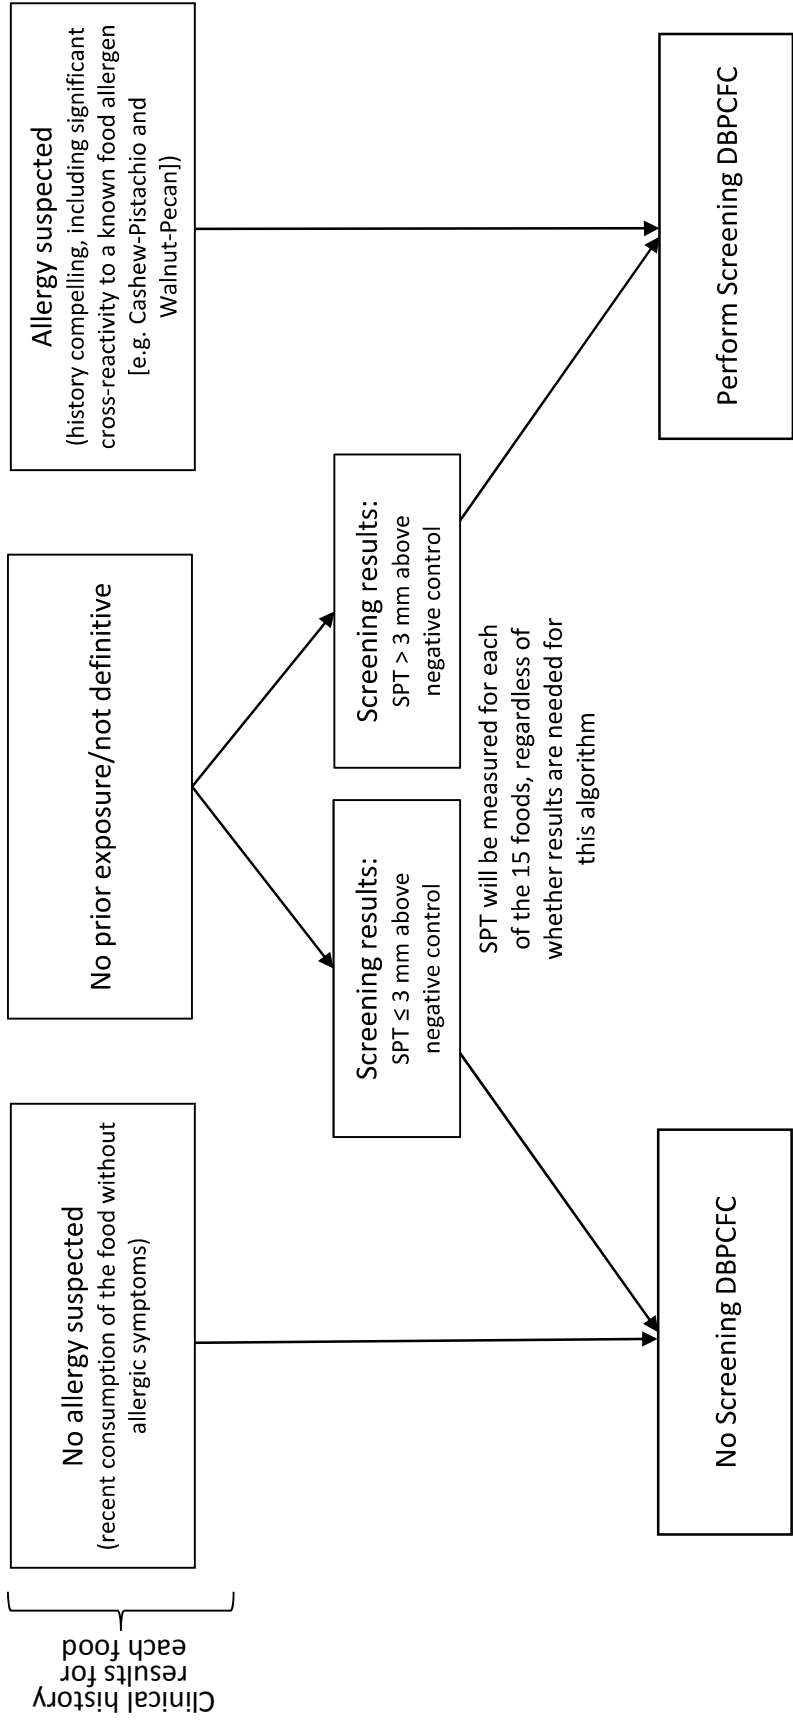 Clinical history
results for
each food
No allergy suspected
(recent consumption of the food without
allergic symptoms)
No prior exposure/not definitive
Allergy suspected
(history compelling, including significant
cross-reactivity to a known food allergen
[e.g. Cashew-Pistachio and
Walnut-Pecan])
Screening results:
SPT ≤ 3 mm above
negative control
Screening results:
SPT > 3 mm above
negative control
SPT will be measured for each
of the 15 foods, regardless of
whether results are needed for
this algorithm
No Screening DBPCFC
Perform Screening DBPCFC